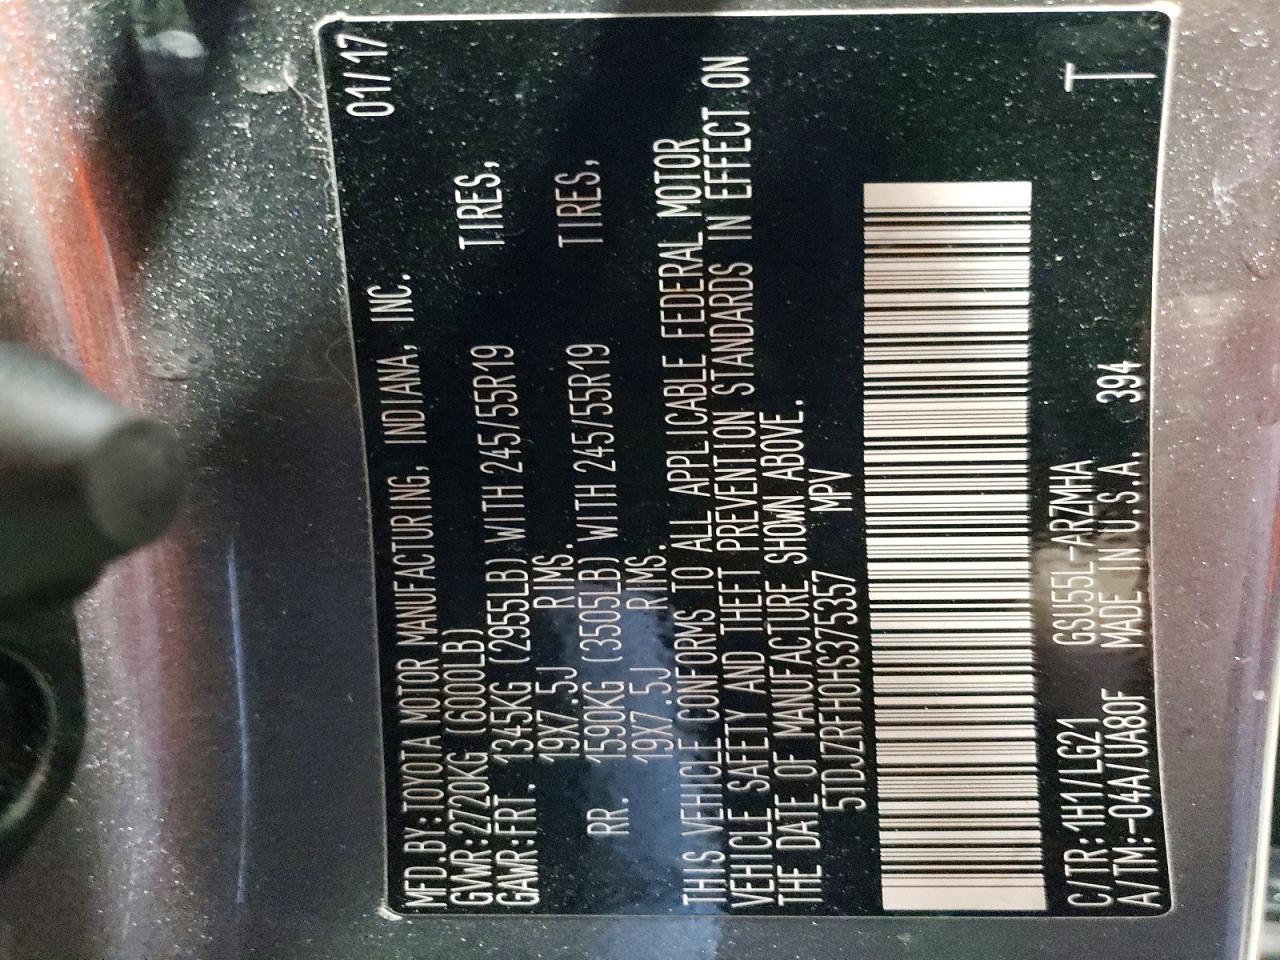 01/17
MFD.BY:TOYOTA MOTOR MANUFACTURING, INDIANA, INC.
GVWR:2720KG (6000LB)
GAWR:FRT. 1345KG (2955LB) WITH 245/55R19 TIRES,
19X7.5J RIMS.
RR. 1590KG (3505LB) WITH 245/55R19 TIRES,
19X7.5J RIMS.
THIS VEHICLE CONFORMS TO ALL APPLICABLE FEDERAL MOTOR
VEHICLE SAFETY AND THEFT PREVENTION STANDARDS IN EFFECT ON
THE DATE OF MANUFACTURE SHOWN ABOVE.
5TDJZRFH0HS375357 MPV
C/TR:1H1/LG21 GSU55L-ARZMHA T
A/TM:-04A/UA80F MADE IN U.S.A. 394